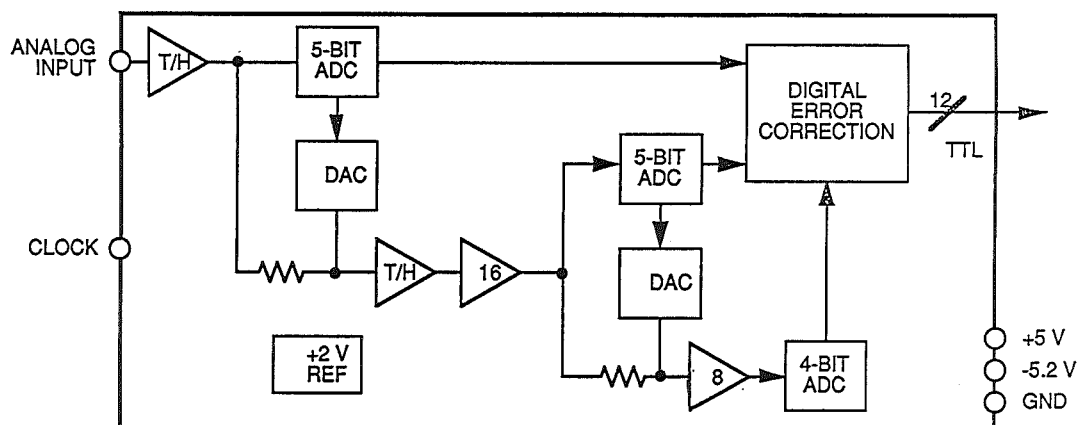 ANALOG
INPUT
T/H
5-BIT
ADC
DIGITAL
ERROR
CORRECTION
12
TTL
DAC
5-BIT
ADC
CLOCK
T/H
16
DAC
+2 V
REF
8
4-BIT
ADC
+5 V
-5.2 V
GND